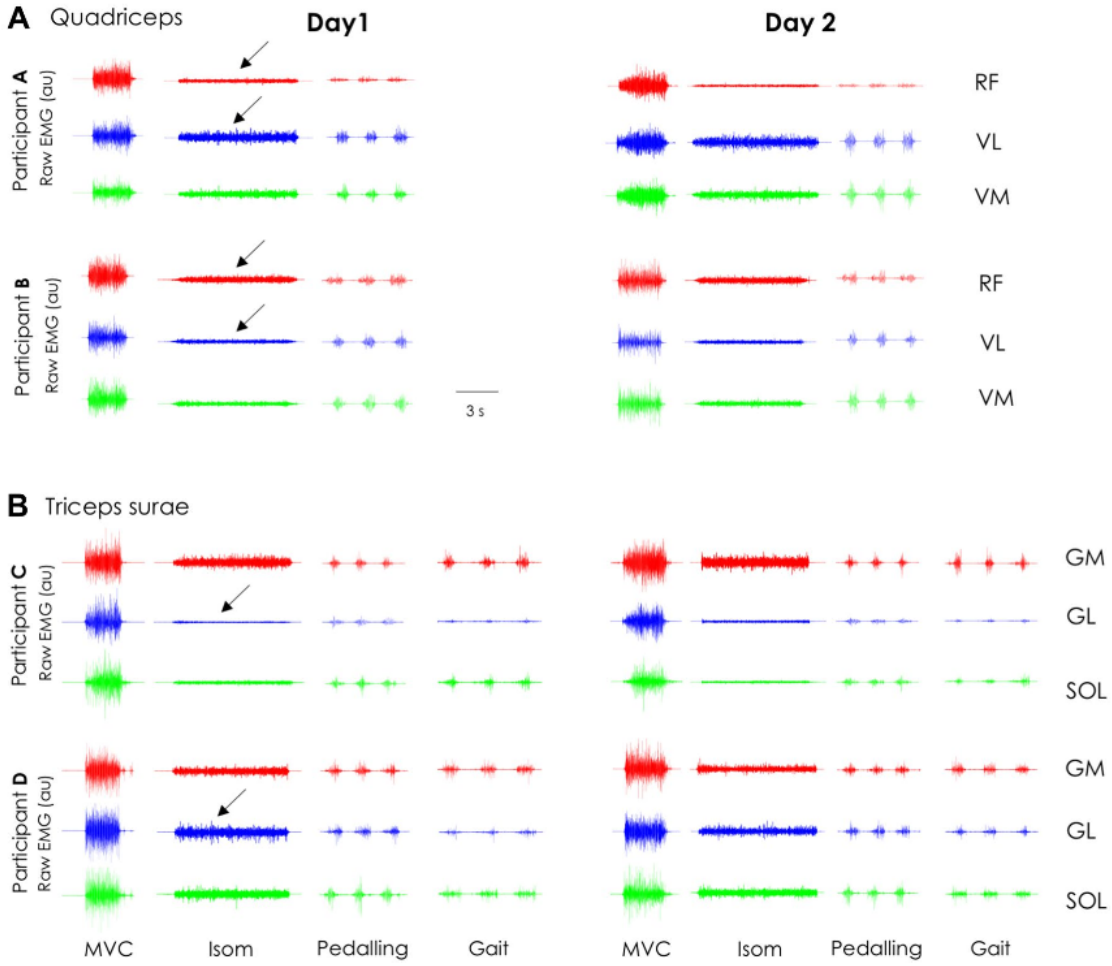 A Quadriceps
Day1
Day 2
Participant A
Raw EMG (au)
RF
VL
VM
Participant B
Raw EMG (au)
RF
VL
VM
3 s
B Triceps surae
Participant C
Raw EMG (au)
GM
GL
SOL
Participant D
Raw EMG (au)
GM
GL
SOL
MVC Isom Pedalling Gait MVC Isom Pedalling Gait